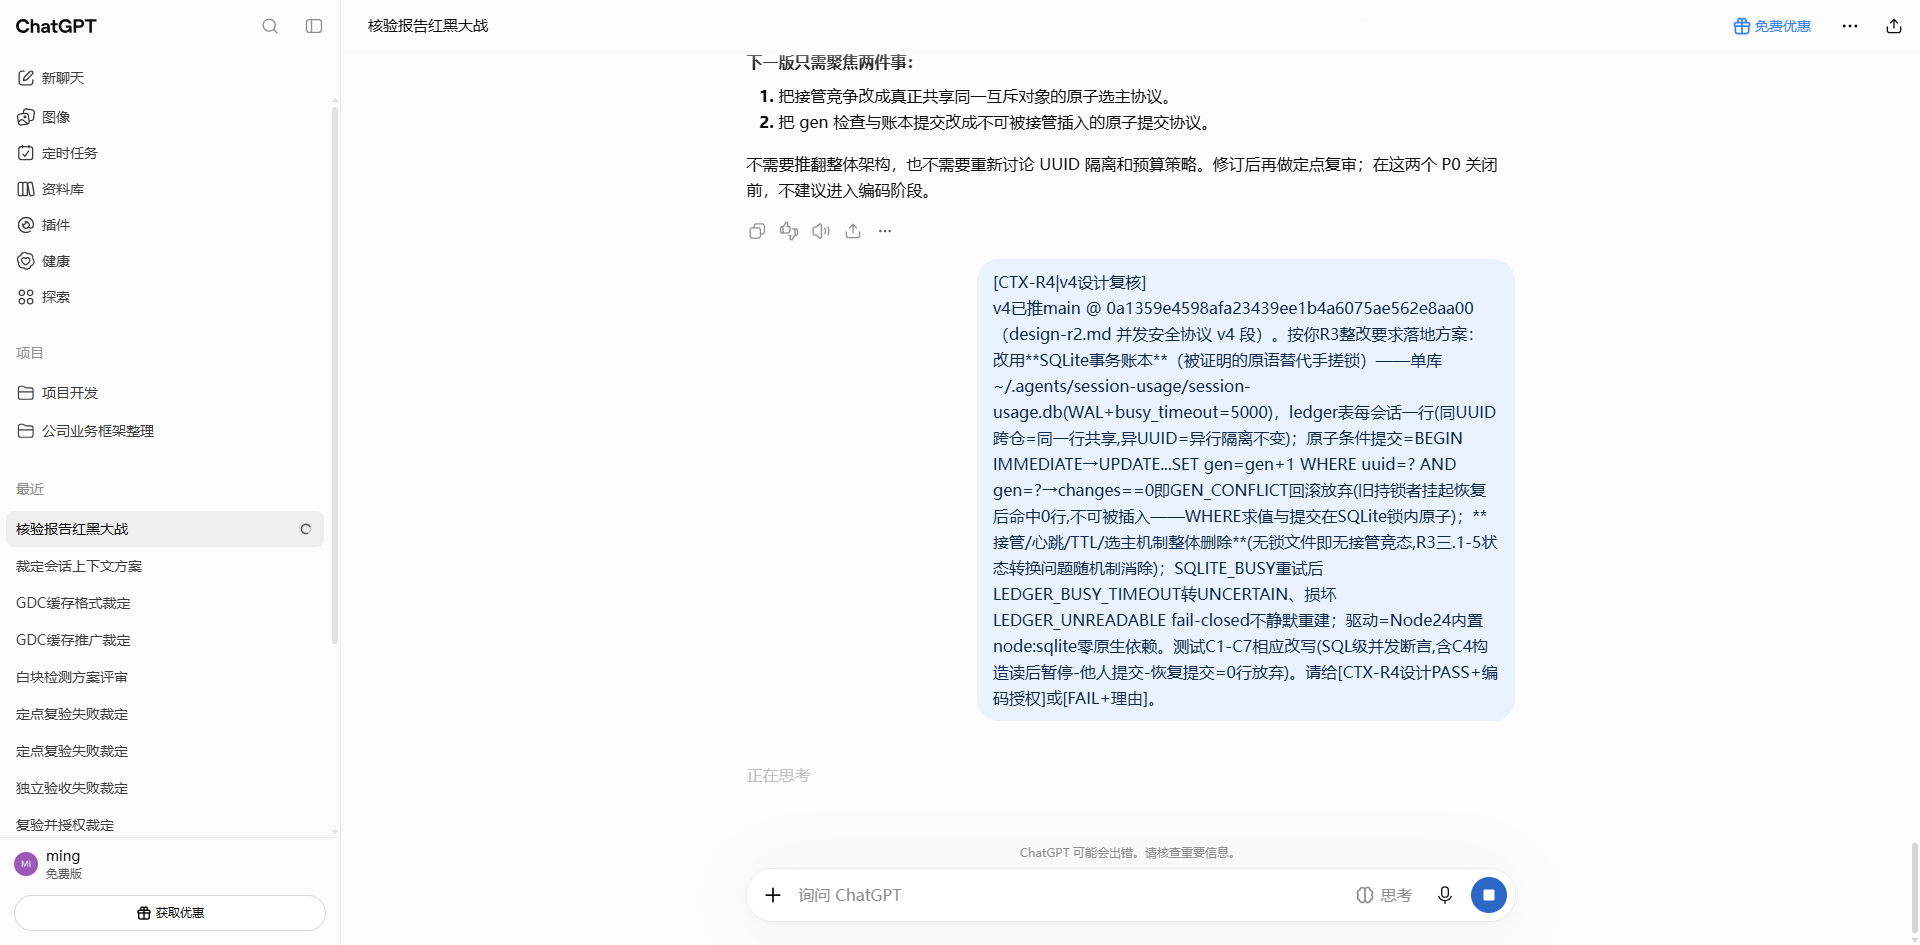 ChatGPT
新聊天
图像
定时任务
资料库
插件
健康
探索
项目
项目开发
公司业务框架整理
最近
核验报告红黑大战
裁定会话上下文方案
GDC缓存格式裁定
GDC缓存推广裁定
白块检测方案评审
定点复验失败裁定
定点复验失败裁定
独立验收失败裁定
复验并授权裁定
MI
ming
免费版
获取优惠
核验报告红黑大战
免费优惠
下一版只需聚焦两件事：
1. 把接管竞争改成真正共享同一互斥对象的原子选主协议。
2. 把 gen 检查与账本提交改成不可被接管插入的原子提交协议。
不需要推翻整体架构，也不需要重新讨论 UUID 隔离和预算策略。修订后再做定点复审；在这两个 P0 关闭
前，不建议进入编码阶段。
[CTX-R4|v4设计复核]
v4已推main @ 0a1359e4598afa23439ee1b4a6075ae562e8aa00
（design-r2.md 并发安全协议 v4 段）。按你R3整改要求落地方案：
改用**SQLite事务账本**（被证明的原语替代手搓锁）——单库
~/.agents/session-usage/session-
usage.db(WAL+busy_timeout=5000)，ledger表每会话一行(同UUID
跨仓=同一行共享,异UUID=异行隔离不变)；原子条件提交=BEGIN
IMMEDIATE→UPDATE...SET gen=gen+1 WHERE uuid=? AND
gen=?→changes==0即GEN_CONFLICT回滚放弃(旧持锁者挂起恢复
后命中0行,不可被插入——WHERE求值与提交在SQLite锁内原子)；**
接管/心跳/TTL/选主机制整体删除**(无锁文件即无接管竞态,R3三.1-5状
态转换问题随机制消除)；SQLITE_BUSY重试后
LEDGER_BUSY_TIMEOUT转UNCERTAIN、损坏
LEDGER_UNREADABLE fail-closed不静默重建；驱动=Node24内置
node:sqlite零原生依赖。测试C1-C7相应改写(SQL级并发断言,含C4构
造读后暂停-他人提交-恢复提交=0行放弃)。请给[CTX-R4设计PASS+编
码授权]或[FAIL+理由]。
正在思考
ChatGPT 可能会出错。请核查重要信息。
询问 ChatGPT
思考